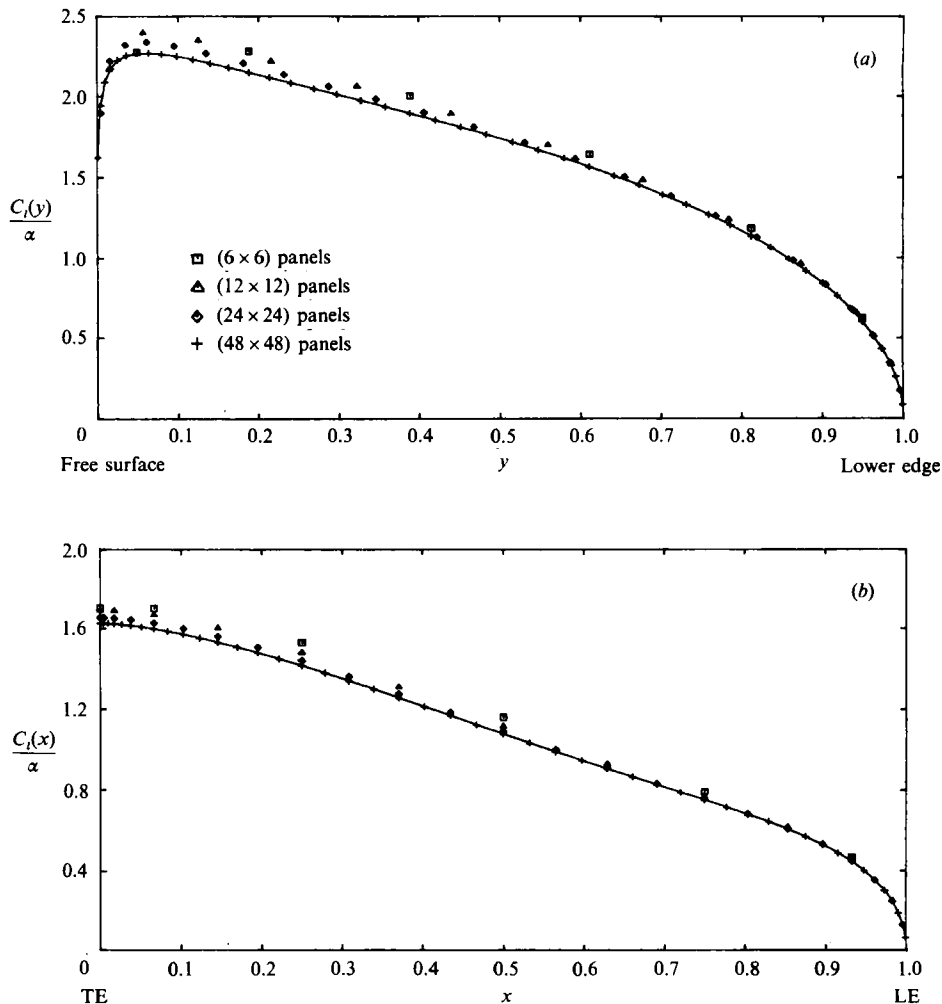 2.5
(a)
2.0
1.5
C_l(y)
α
(6 × 6) panels
1.0
(12 × 12) panels
(24 × 24) panels
0.5
(48 × 48) panels
0 0.1 0.2 0.3 0.4 0.5 0.6 0.7 0.8 0.9 1.0
Free surface y Lower edge
2.0
(b)
1.6
1.2
C_l(x)
α
0.8
0.4
0 0.1 0.2 0.3 0.4 0.5 0.6 0.7 0.8 0.9 1.0
TE x LE